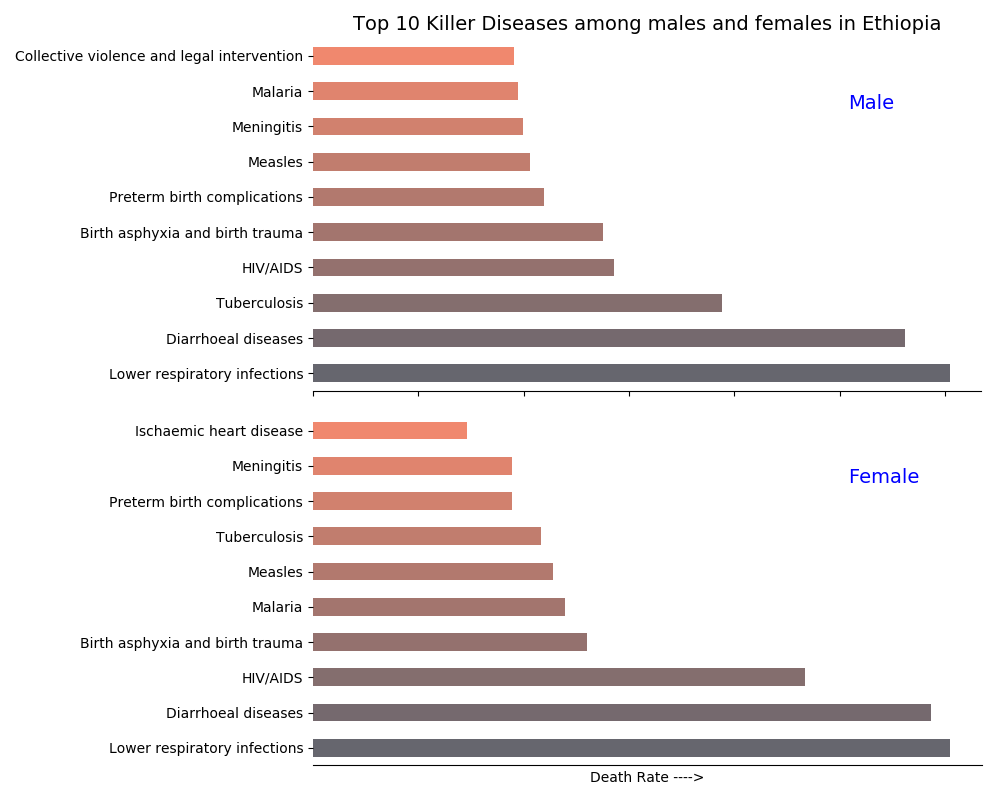 Top 10 Killer Diseases among males and females in Ethiopia
Collective violence and legal intervention
Malaria
Male
Meningitis
Measles
Preterm birth complications
Birth asphyxia and birth trauma
HIV/AIDS
Tuberculosis
Diarrhoeal diseases
Lower respiratory infections
Ischaemic heart disease
Meningitis
Female
Preterm birth complications
Tuberculosis
Measles
Malaria
Birth asphyxia and birth trauma
HIV/AIDS
Diarrhoeal diseases
Lower respiratory infections
Death Rate ---->